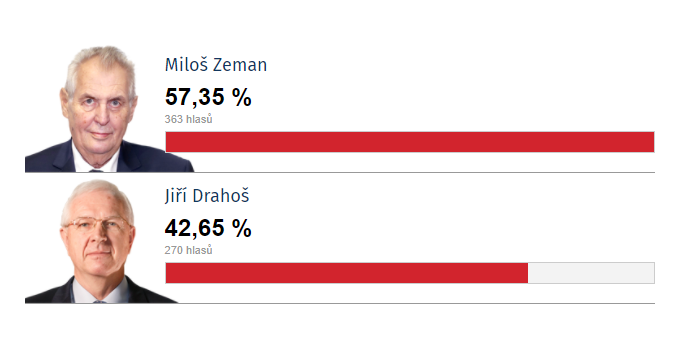 Miloš Zeman
57,35 %
363 hlasů
Jiří Drahoš
42,65 %
270 hlasů